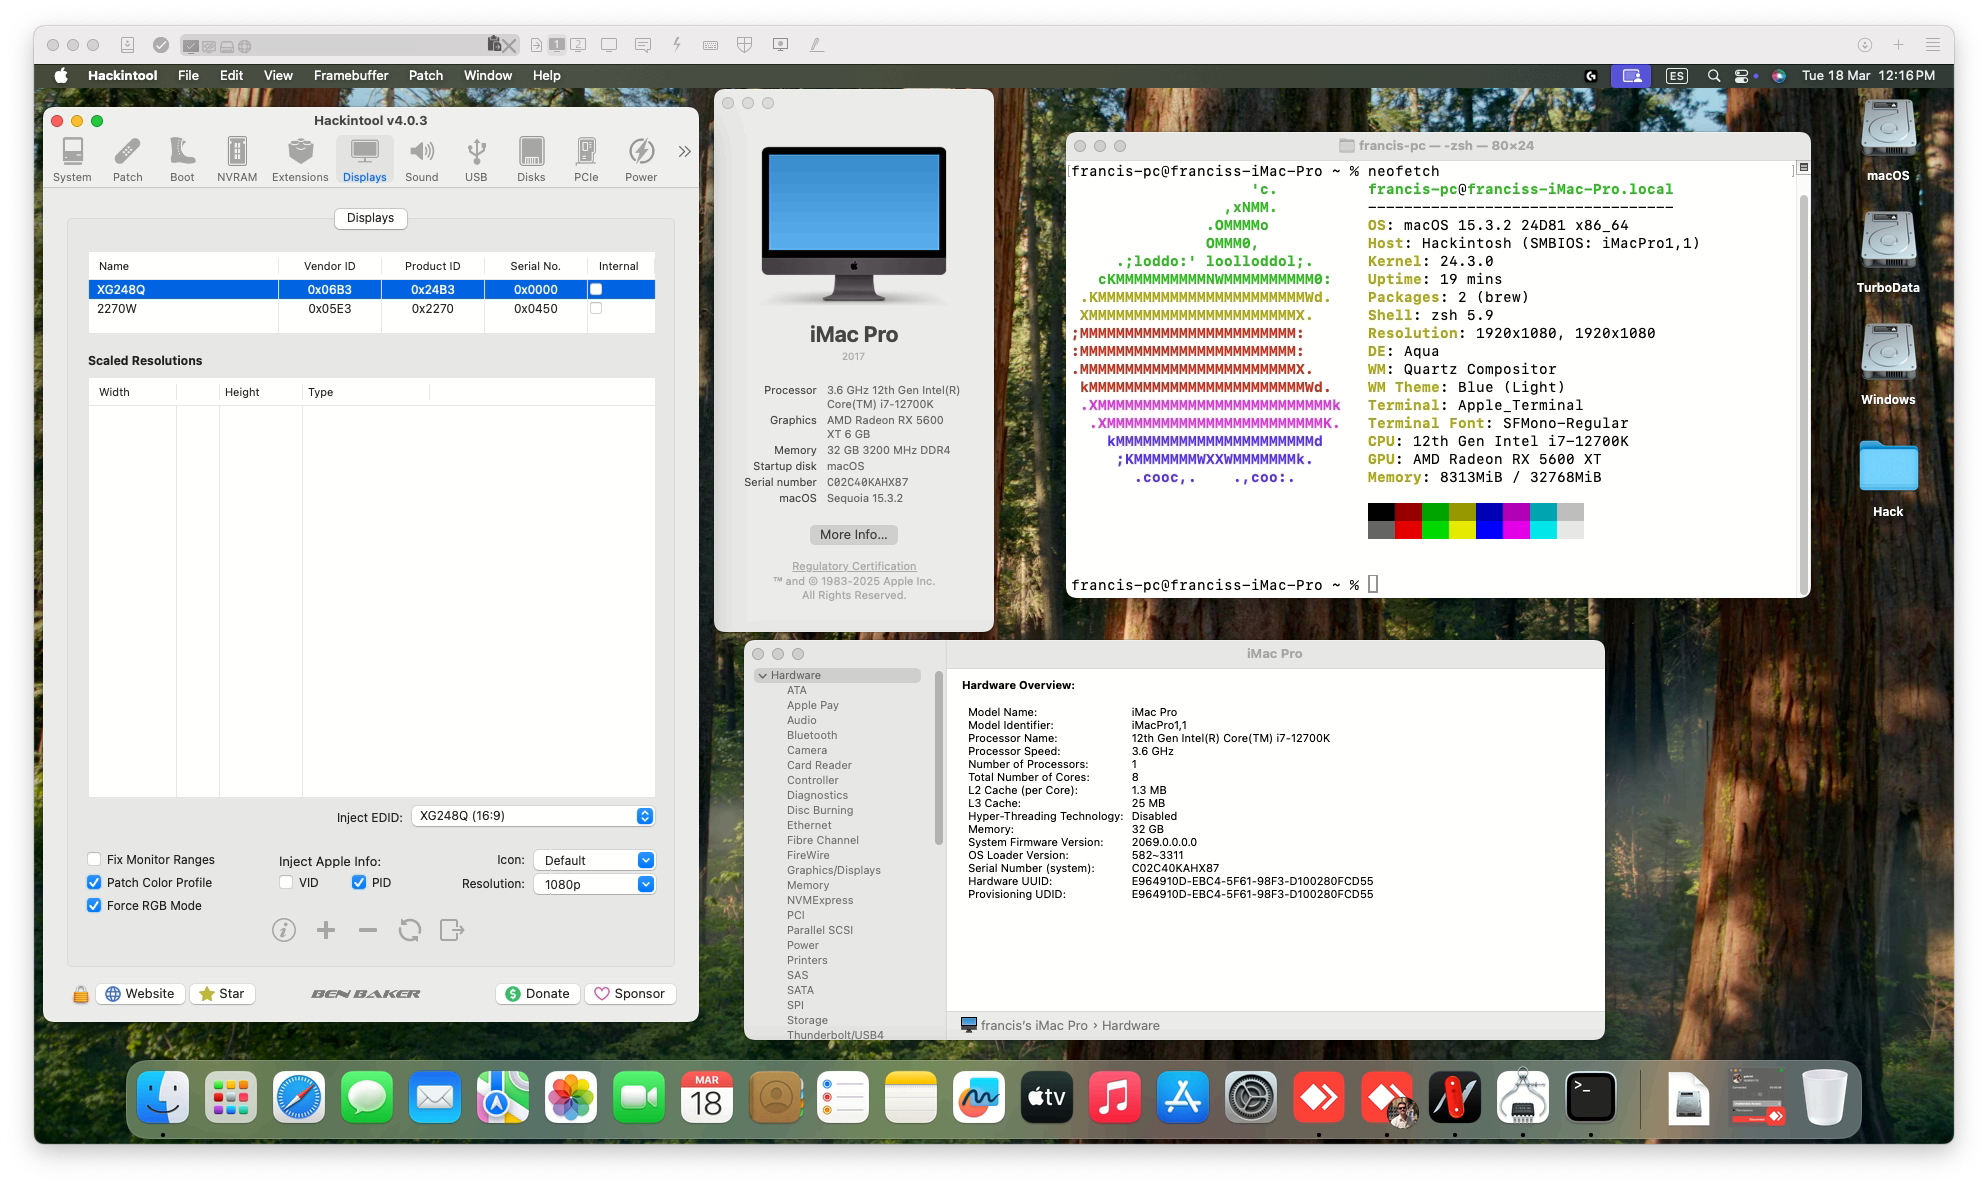 1
2
Hackintool File Edit View Framebuffer Patch Window Help
ES
Tue 18 Mar 12:16 PM
Hackintool v4.0.3
System Patch Boot NVRAM Extensions Displays Sound USB Disks PCIe Power
Displays
Name Vendor ID Product ID Serial No. Internal
XG248Q 0x06B3 0x24B3 0x0000
2270W 0x05E3 0x2270 0x0450
Scaled Resolutions
Width Height Type
Inject EDID: XG248Q (16:9)
Fix Monitor Ranges
Patch Color Profile
Force RGB Mode
Inject Apple Info:
VID PID
Icon: Default
Resolution: 1080p
Website Star
BEN BAKER
Donate Sponsor
iMac Pro
2017
Processor 3.6 GHz 12th Gen Intel(R)
Core(TM) i7-12700K
Graphics AMD Radeon RX 5600
XT 6 GB
Memory 32 GB 3200 MHz DDR4
Startup disk macOS
Serial number C02C40KAHX87
macOS Sequoia 15.3.2
More Info...
Regulatory Certification
™ and © 1983-2025 Apple Inc.
All Rights Reserved.
francis-pc — -zsh — 80×24
francis-pc@franciss-iMac-Pro ~ % neofetch
'c. francis-pc@franciss-iMac-Pro.local
,xNMM. ----------------------------------
.OMMMMo OS: macOS 15.3.2 24D81 x86_64
OMMM0, Host: Hackintosh (SMBIOS: iMacPro1,1)
.;loddo:' loolloddol;. Kernel: 24.3.0
cKMMMMMMMMMMNWMMMMMMMMMM0: Uptime: 19 mins
.KMMMMMMMMMMMMMMMMMMMMMMMWd. Packages: 2 (brew)
XMMMMMMMMMMMMMMMMMMMMMMMX. Shell: zsh 5.9
;MMMMMMMMMMMMMMMMMMMMMMMM: Resolution: 1920x1080, 1920x1080
:MMMMMMMMMMMMMMMMMMMMMMMM: DE: Aqua
.MMMMMMMMMMMMMMMMMMMMMMMMX. WM: Quartz Compositor
kMMMMMMMMMMMMMMMMMMMMMMMMWd. WM Theme: Blue (Light)
.XMMMMMMMMMMMMMMMMMMMMMMMMMMk Terminal: Apple_Terminal
.XMMMMMMMMMMMMMMMMMMMMMMMMK. Terminal Font: SFMono-Regular
kMMMMMMMMMMMMMMMMMMMMMMd CPU: 12th Gen Intel i7-12700K
;KMMMMMMMWXXWMMMMMMMk. GPU: AMD Radeon RX 5600 XT
.cooc,. .,coo:. Memory: 8313MiB / 32768MiB
francis-pc@franciss-iMac-Pro ~ %
macOS
TurboData
Windows
Hack
iMac Pro
Hardware
ATA
Apple Pay
Audio
Bluetooth
Camera
Card Reader
Controller
Diagnostics
Disc Burning
Ethernet
Fibre Channel
FireWire
Graphics/Displays
Memory
NVMExpress
PCI
Parallel SCSI
Power
Printers
SAS
SATA
SPI
Storage
Thunderbolt/USB4
Hardware Overview:
Model Name: iMac Pro
Model Identifier: iMacPro1,1
Processor Name: 12th Gen Intel(R) Core(TM) i7-12700K
Processor Speed: 3.6 GHz
Number of Processors: 1
Total Number of Cores: 8
L2 Cache (per Core): 1.3 MB
L3 Cache: 25 MB
Hyper-Threading Technology: Disabled
Memory: 32 GB
System Firmware Version: 2069.0.0.0.0
OS Loader Version: 582~3311
Serial Number (system): C02C40KAHX87
Hardware UUID: E964910D-EBC4-5F61-98F3-D100280FCD55
Provisioning UDID: E964910D-EBC4-5F61-98F3-D100280FCD55
francis's iMac Pro › Hardware
MAR
18
tv
>_